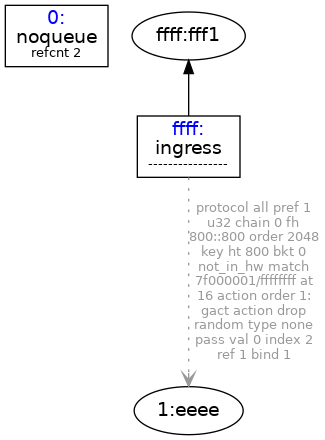 0:
noqueue
refcnt 2
ffff:fff1
ffff:
ingress
----------------
protocol all pref 1
u32 chain 0 fh
800::800 order 2048
key ht 800 bkt 0
not_in_hw match
7f000001/ffffffff at
16 action order 1:
gact action drop
random type none
pass val 0 index 2
ref 1 bind 1
1:eeee